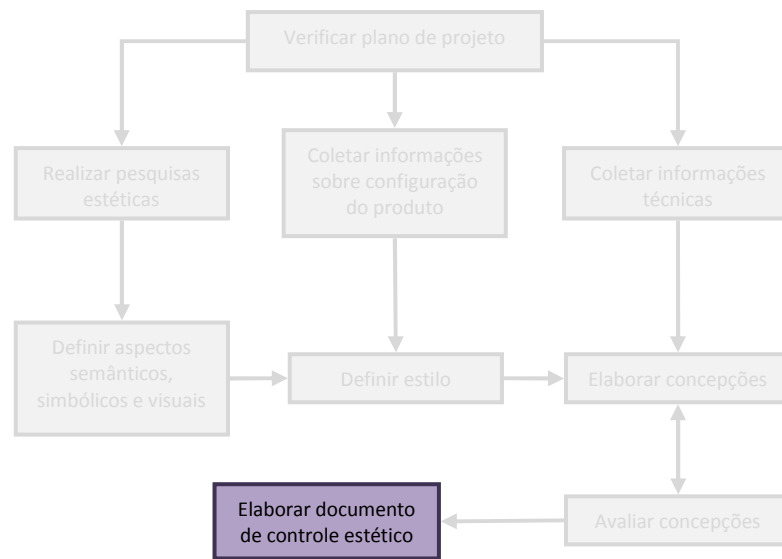 Verificar plano de projeto
Realizar pesquisas
estéticas
Coletar informações
sobre configuração
do produto
Coletar informações
técnicas
Definir aspectos
semânticos,
simbólicos e visuais
Definir estilo
Elaborar concepções
Elaborar documento
de controle estético
Avaliar concepções